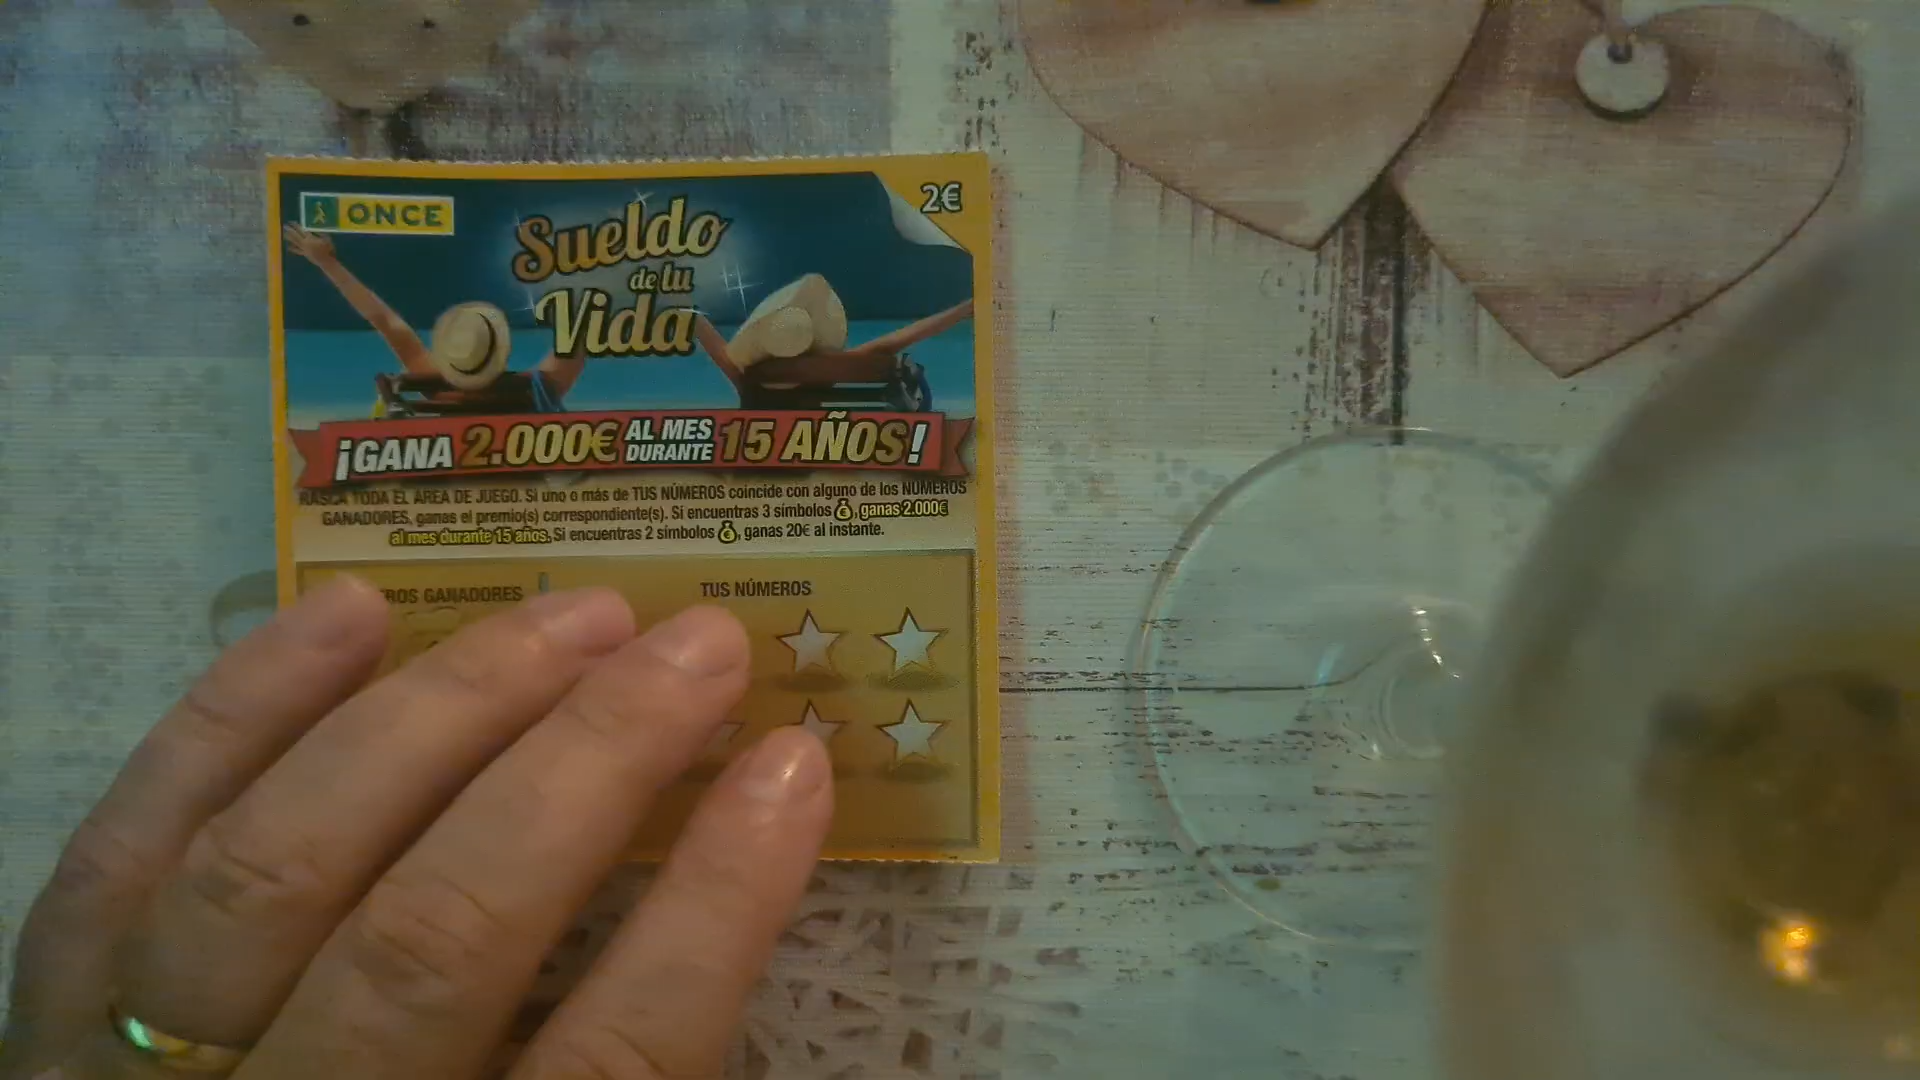 ONCE
2€
Sueldo
de tu
Vida
¡GANA 2.000€ AL MES DURANTE 15 AÑOS!
RASCA TODA EL ÁREA DE JUEGO. Si uno o más de TUS NÚMEROS coincide con alguno de los NÚMEROS
GANADORES, ganas el premio(s) correspondiente(s). Si encuentras 3 símbolos , ganas 2.000€
al mes durante 15 años. Si encuentras 2 símbolos , ganas 20€ al instante.
GANADORES
TUS NÚMEROS